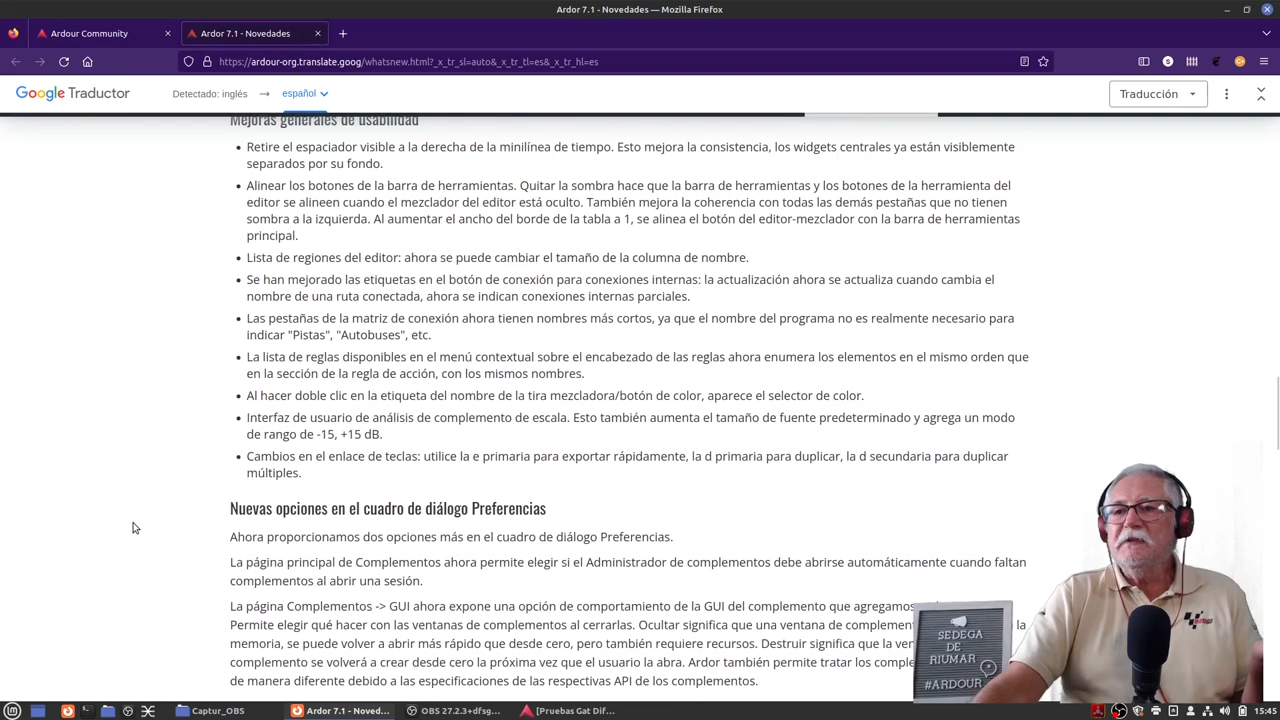 Ardor 7.1 - Novedades — Mozilla Firefox
Ardour Community
Ardor 7.1 - Novedades
https://ardour-org.translate.goog/whatsnew.html?_x_tr_sl=auto&_x_tr_tl=es&_x_tr_hl=es
Google Traductor
Detectado: inglés
español
Traducción
Mejoras generales de usabilidad
• Retire el espaciador visible a la derecha de la minilínea de tiempo. Esto mejora la consistencia, los widgets centrales ya están visiblemente
separados por su fondo.
• Alinear los botones de la barra de herramientas. Quitar la sombra hace que la barra de herramientas y los botones de la herramienta del
editor se alineen cuando el mezclador del editor está oculto. También mejora la coherencia con todas las demás pestañas que no tienen
sombra a la izquierda. Al aumentar el ancho del borde de la tabla a 1, se alinea el botón del editor-mezclador con la barra de herramientas
principal.
• Lista de regiones del editor: ahora se puede cambiar el tamaño de la columna de nombre.
• Se han mejorado las etiquetas en el botón de conexión para conexiones internas: la actualización ahora se actualiza cuando cambia el
nombre de una ruta conectada, ahora se indican conexiones internas parciales.
• Las pestañas de la matriz de conexión ahora tienen nombres más cortos, ya que el nombre del programa no es realmente necesario para
indicar "Pistas", "Autobuses", etc.
• La lista de reglas disponibles en el menú contextual sobre el encabezado de las reglas ahora enumera los elementos en el mismo orden que
en la sección de la regla de acción, con los mismos nombres.
• Al hacer doble clic en la etiqueta del nombre de la tira mezcladora/botón de color, aparece el selector de color.
• Interfaz de usuario de análisis de complemento de escala. Esto también aumenta el tamaño de fuente predeterminado y agrega un modo
de rango de -15, +15 dB.
• Cambios en el enlace de teclas: utilice la e primaria para exportar rápidamente, la d primaria para duplicar, la d secundaria para duplicar
múltiples.
Nuevas opciones en el cuadro de diálogo Preferencias
Ahora proporcionamos dos opciones más en el cuadro de diálogo Preferencias.
La página principal de Complementos ahora permite elegir si el Administrador de complementos debe abrirse automáticamente cuando faltan
complementos al abrir una sesión.
La página Complementos -> GUI ahora expone una opción de comportamiento de la GUI del complemento que agregamos
Permite elegir qué hacer con las ventanas de complementos al cerrarlas. Ocultar significa que una ventana de complemen la
memoria, se puede volver a abrir más rápido que desde cero, pero también requiere recursos. Destruir significa que la ven
complemento se volverá a crear desde cero la próxima vez que el usuario la abra. Ardor también permite tratar los comple
de manera diferente debido a las especificaciones de las respectivas API de los complementos.
SEDEGA
DE
RIUMAR
#ARDOUR
Captur_OBS
Ardor 7.1 - Noved...
OBS 27.2.3+dfsg...
[Pruebas Gat Dif...
15:45